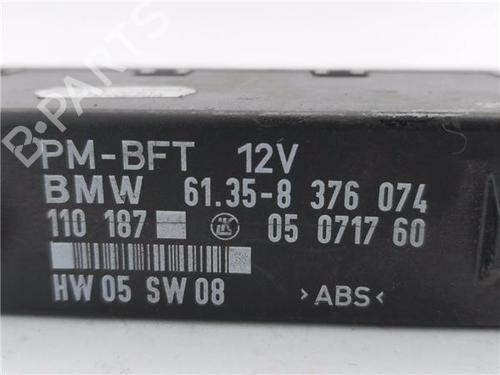 B-PARTS
PM-BFT 12V
BMW 61.35-8 376 074
110 187 05 0717 60
HW 05 SW 08 >ABS<